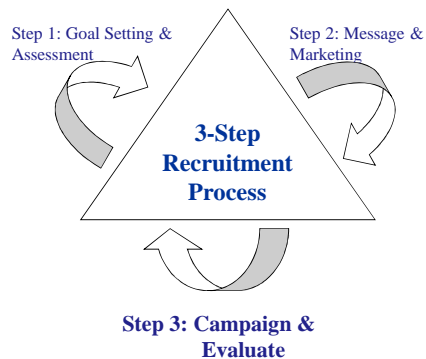 Step 1: Goal Setting &
Assessment
Step 2: Message &
Marketing
3-Step
Recruitment
Process
Step 3: Campaign &
Evaluate